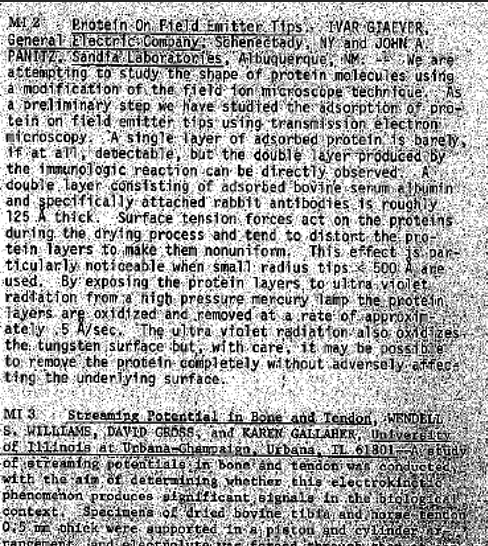 MI 2 Protein On Field Emitter Tips. IVAR GIAEVER,
General Electric Company, Schenectady, NY and JOHN A.
PANITZ, Sandia Laboratories, Albuquerque, NM. -- We are
attempting to study the shape of protein molecules using
a modification of the field ion microscope technique. As
a preliminary step we have studied the adsorption of pro-
tein on field emitter tips using transmission electron
microscopy. A single layer of adsorbed protein is barely,
if at all, detectable, but the double layer produced by
the immunologic reaction can be directly observed. A
double layer consisting of adsorbed bovine serum albumin
and specifically attached rabbit antibodies is roughly
125 Å thick. Surface tension forces act on the proteins
during the drying process and tend to distort the pro-
tein layers to make them nonuniform. This effect is par-
ticularly noticeable when small radius tips < 500 Å are
used. By exposing the protein layers to ultra violet
radiation from a high pressure mercury lamp the protein
layers are oxidized and removed at a rate of approxim-
ately .5 Å/sec. The ultra violet radiation also oxidizes
the tungsten surface but, with care, it may be possible
to remove the protein completely without adversely affec-
ting the underlying surface.
MI 3 Streaming Potential in Bone and Tendon, WENDELL
S. WILLIAMS, DAVID GROSS, and KAREN GALLAHER, University
of Illinois at Urbana-Champaign, Urbana, IL 61801--A study
of streaming potentials in bone and tendon was conducted
with the aim of determining whether this electrokinetic
phenomenon produces significant signals in the biological
context. Specimens of dried bovine tibia and horse tendon
0.5 mm thick were supported in a piston and cylinder
and electrolyte was